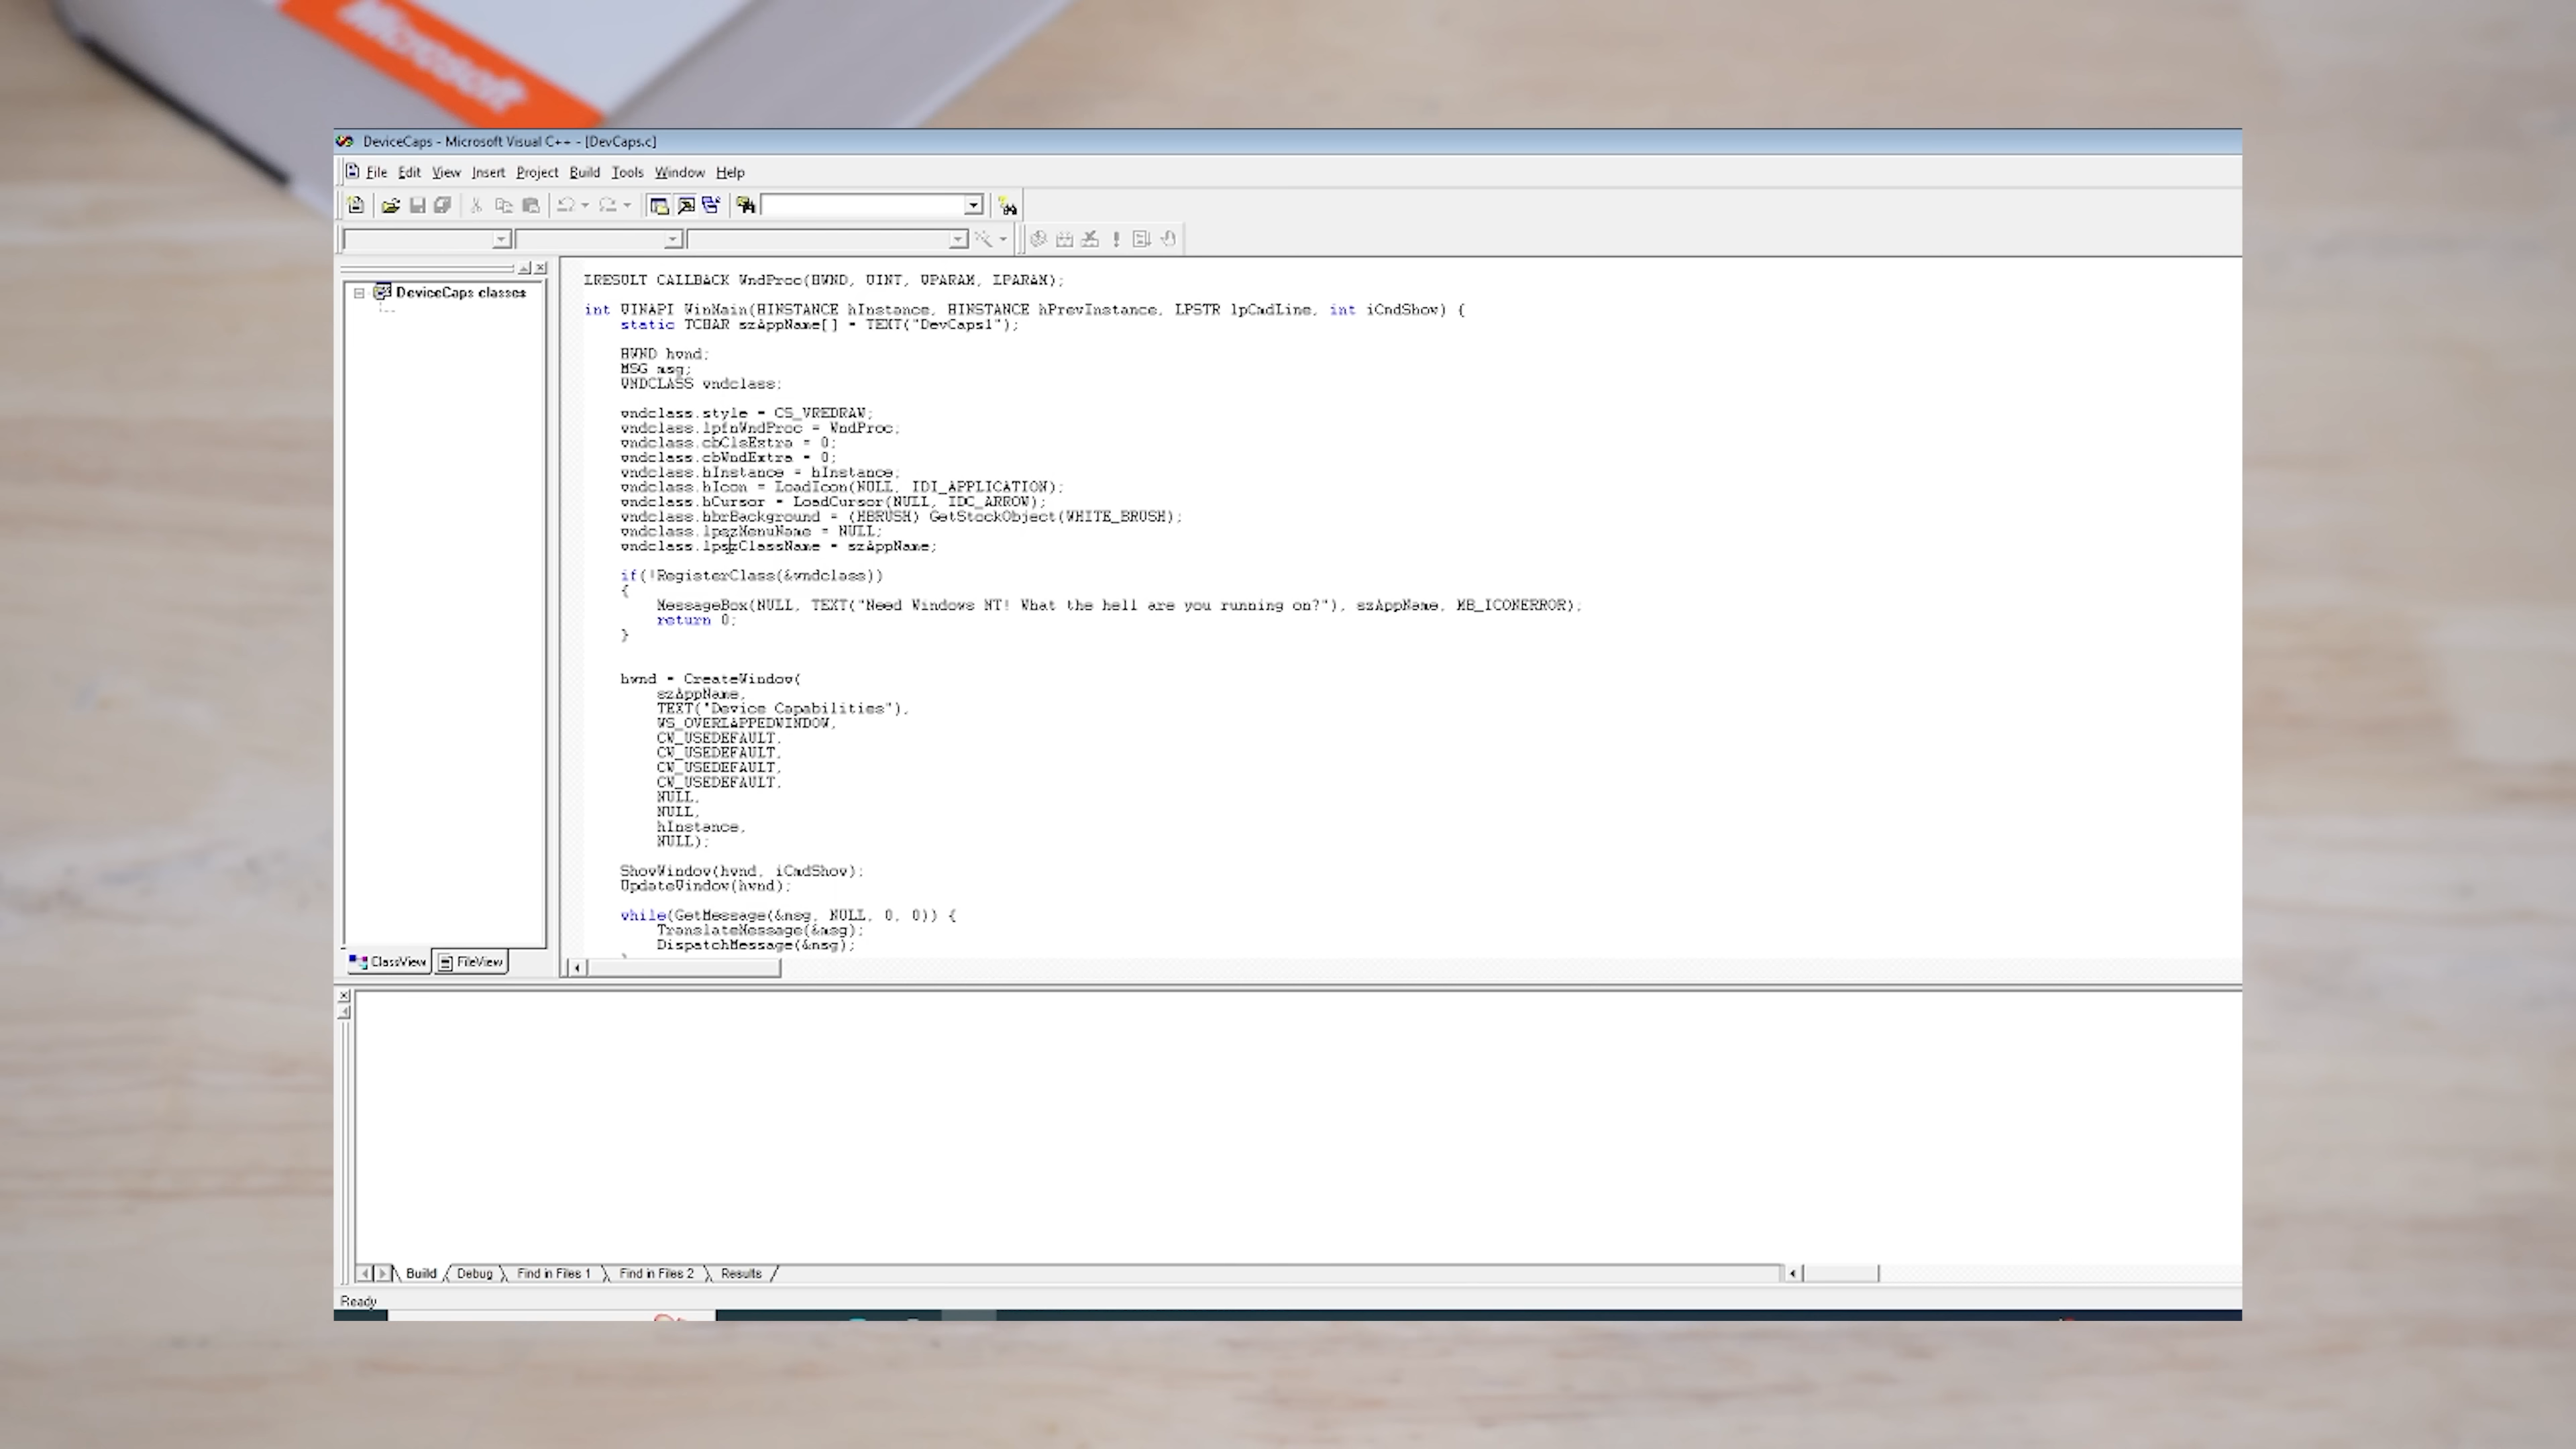 Microsoft
DeviceCaps - Microsoft Visual C++ - [DevCaps.c]
File Edit View Insert Project Build Tools Window Help
DeviceCaps classes
LRESULT CALLBACK WndProc(HWND, UINT, WPARAM, LPARAM);
int WINAPI WinMain(HINSTANCE hInstance, HINSTANCE hPrevInstance, LPSTR lpCmdLine, int iCmdShow) {
static TCHAR szAppName[] = TEXT("DevCaps1");
HWND hwnd;
MSG msg;
WNDCLASS wndclass;
wndclass.style = CS_VREDRAW;
wndclass.lpfnWndProc = WndProc;
wndclass.cbClsExtra = 0;
wndclass.cbWndExtra = 0;
wndclass.hInstance = hInstance;
wndclass.hIcon = LoadIcon(NULL, IDI_APPLICATION);
wndclass.hCursor = LoadCursor(NULL, IDC_ARROW);
wndclass.hbrBackground = (HBRUSH) GetStockObject(WHITE_BRUSH);
wndclass.lpszMenuName = NULL;
wndclass.lpszClassName = szAppName;
if(!RegisterClass(&wndclass))
{
MessageBox(NULL, TEXT("Need Windows NT! What the hell are you running on?"), szAppName, MB_ICONERROR);
return 0;
}
hwnd = CreateWindow(
szAppName,
TEXT("Device Capabilities"),
WS_OVERLAPPEDWINDOW,
CW_USEDEFAULT,
CW_USEDEFAULT,
CW_USEDEFAULT,
CW_USEDEFAULT,
NULL,
NULL,
hInstance,
NULL);
ShowWindow(hwnd, iCmdShow);
UpdateWindow(hwnd);
while(GetMessage(&msg, NULL, 0, 0)) {
TranslateMessage(&msg);
DispatchMessage(&msg);
ClassView FileView
Build Debug Find in Files 1 Find in Files 2 Results
Ready